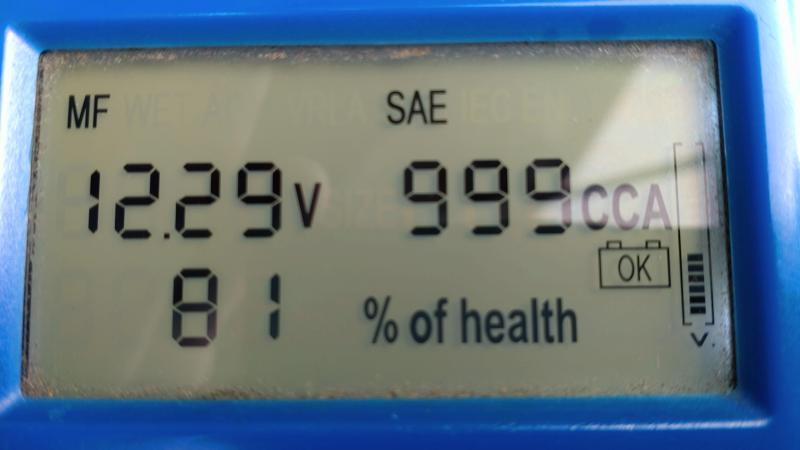 MF SAE
12.29V 999CCA
OK
81 % of health